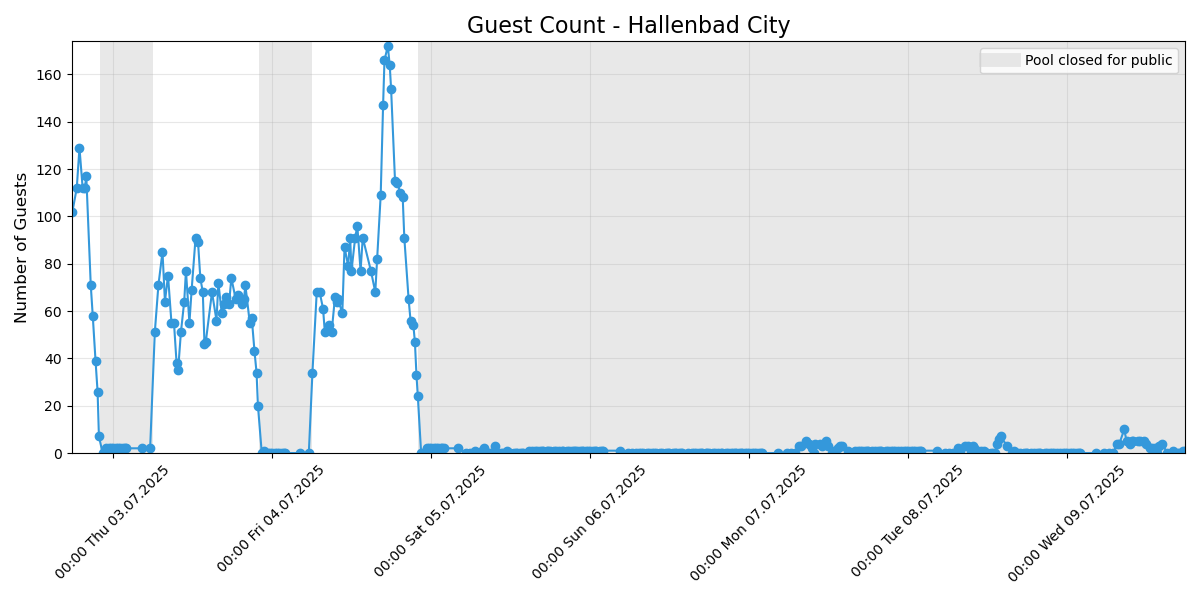 Guest Count - Hallenbad City
Pool closed for public
Number of Guests
160
140
120
100
80
60
40
20
0
00:00 Thu 03.07.2025
00:00 Fri 04.07.2025
00:00 Sat 05.07.2025
00:00 Sun 06.07.2025
00:00 Mon 07.07.2025
00:00 Tue 08.07.2025
00:00 Wed 09.07.2025